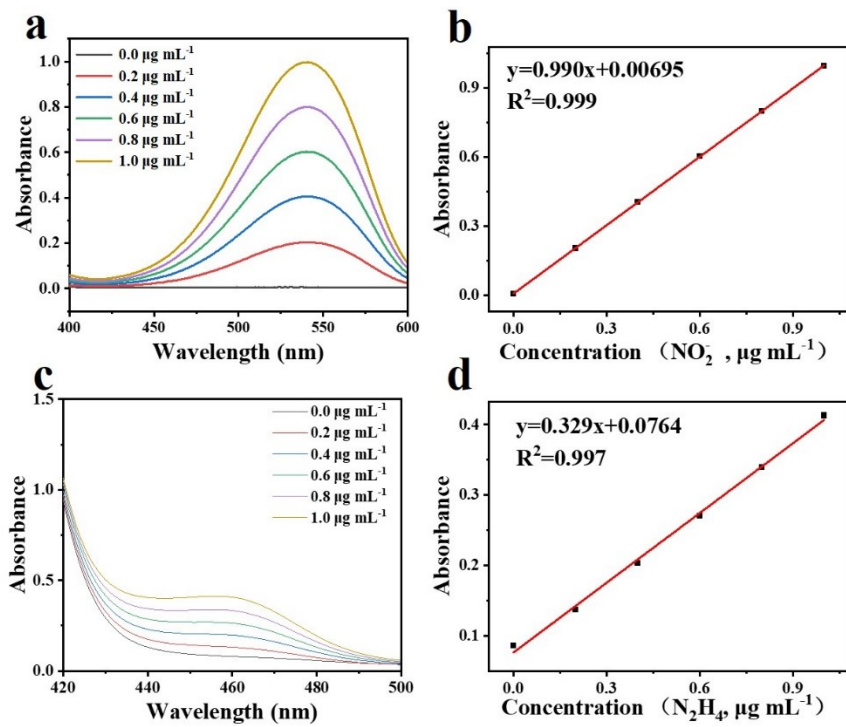 a
0.0 μg mL⁻¹
0.2 μg mL⁻¹
0.4 μg mL⁻¹
0.6 μg mL⁻¹
0.8 μg mL⁻¹
1.0 μg mL⁻¹
1.0
0.8
0.6
0.4
0.2
0.0
Absorbance
400 450 500 550 600
Wavelength (nm)
b
y=0.990x+0.00695
R²=0.999
0.9
0.6
0.3
0.0
Absorbance
0.0 0.3 0.6 0.9
Concentration （NO₂⁻, μg mL⁻¹）
c
0.0 μg mL⁻¹
0.2 μg mL⁻¹
0.4 μg mL⁻¹
0.6 μg mL⁻¹
0.8 μg mL⁻¹
1.0 μg mL⁻¹
1.5
1.0
0.5
0.0
Absorbance
420 440 460 480 500
Wavelength (nm)
d
y=0.329x+0.0764
R²=0.997
0.4
0.3
0.2
0.1
Absorbance
0.0 0.3 0.6 0.9
Concentration （N₂H₄, μg mL⁻¹）